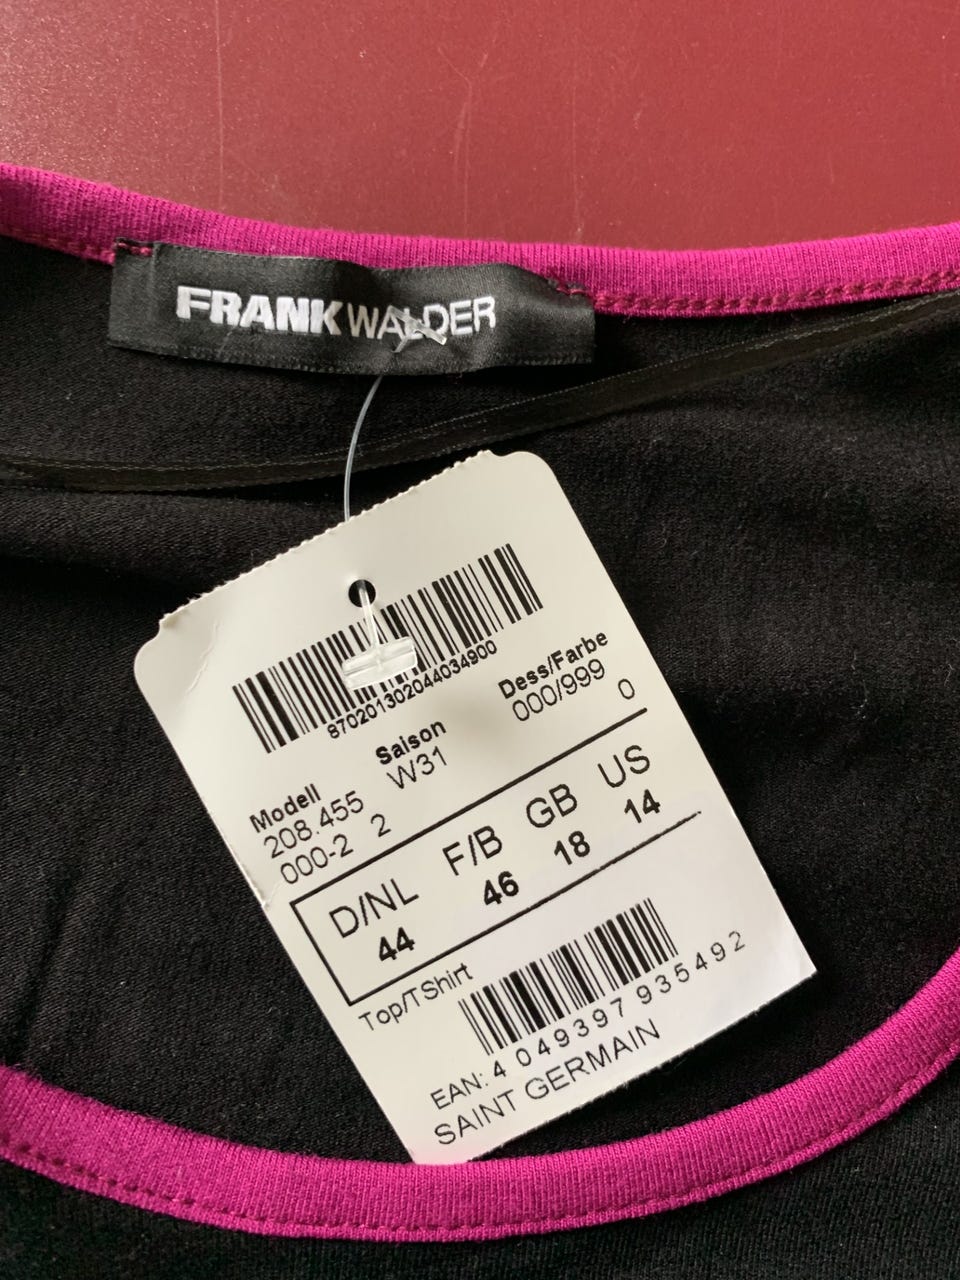 FRANK WALDER
870201302044034900
Modell Saison Dess/Farbe
208.455 W31 000/999
000-2 2 0
D/NL F/B GB US
44 46 18 14
Top/TShirt
EAN: 4 049397 935492
SAINT GERMAIN